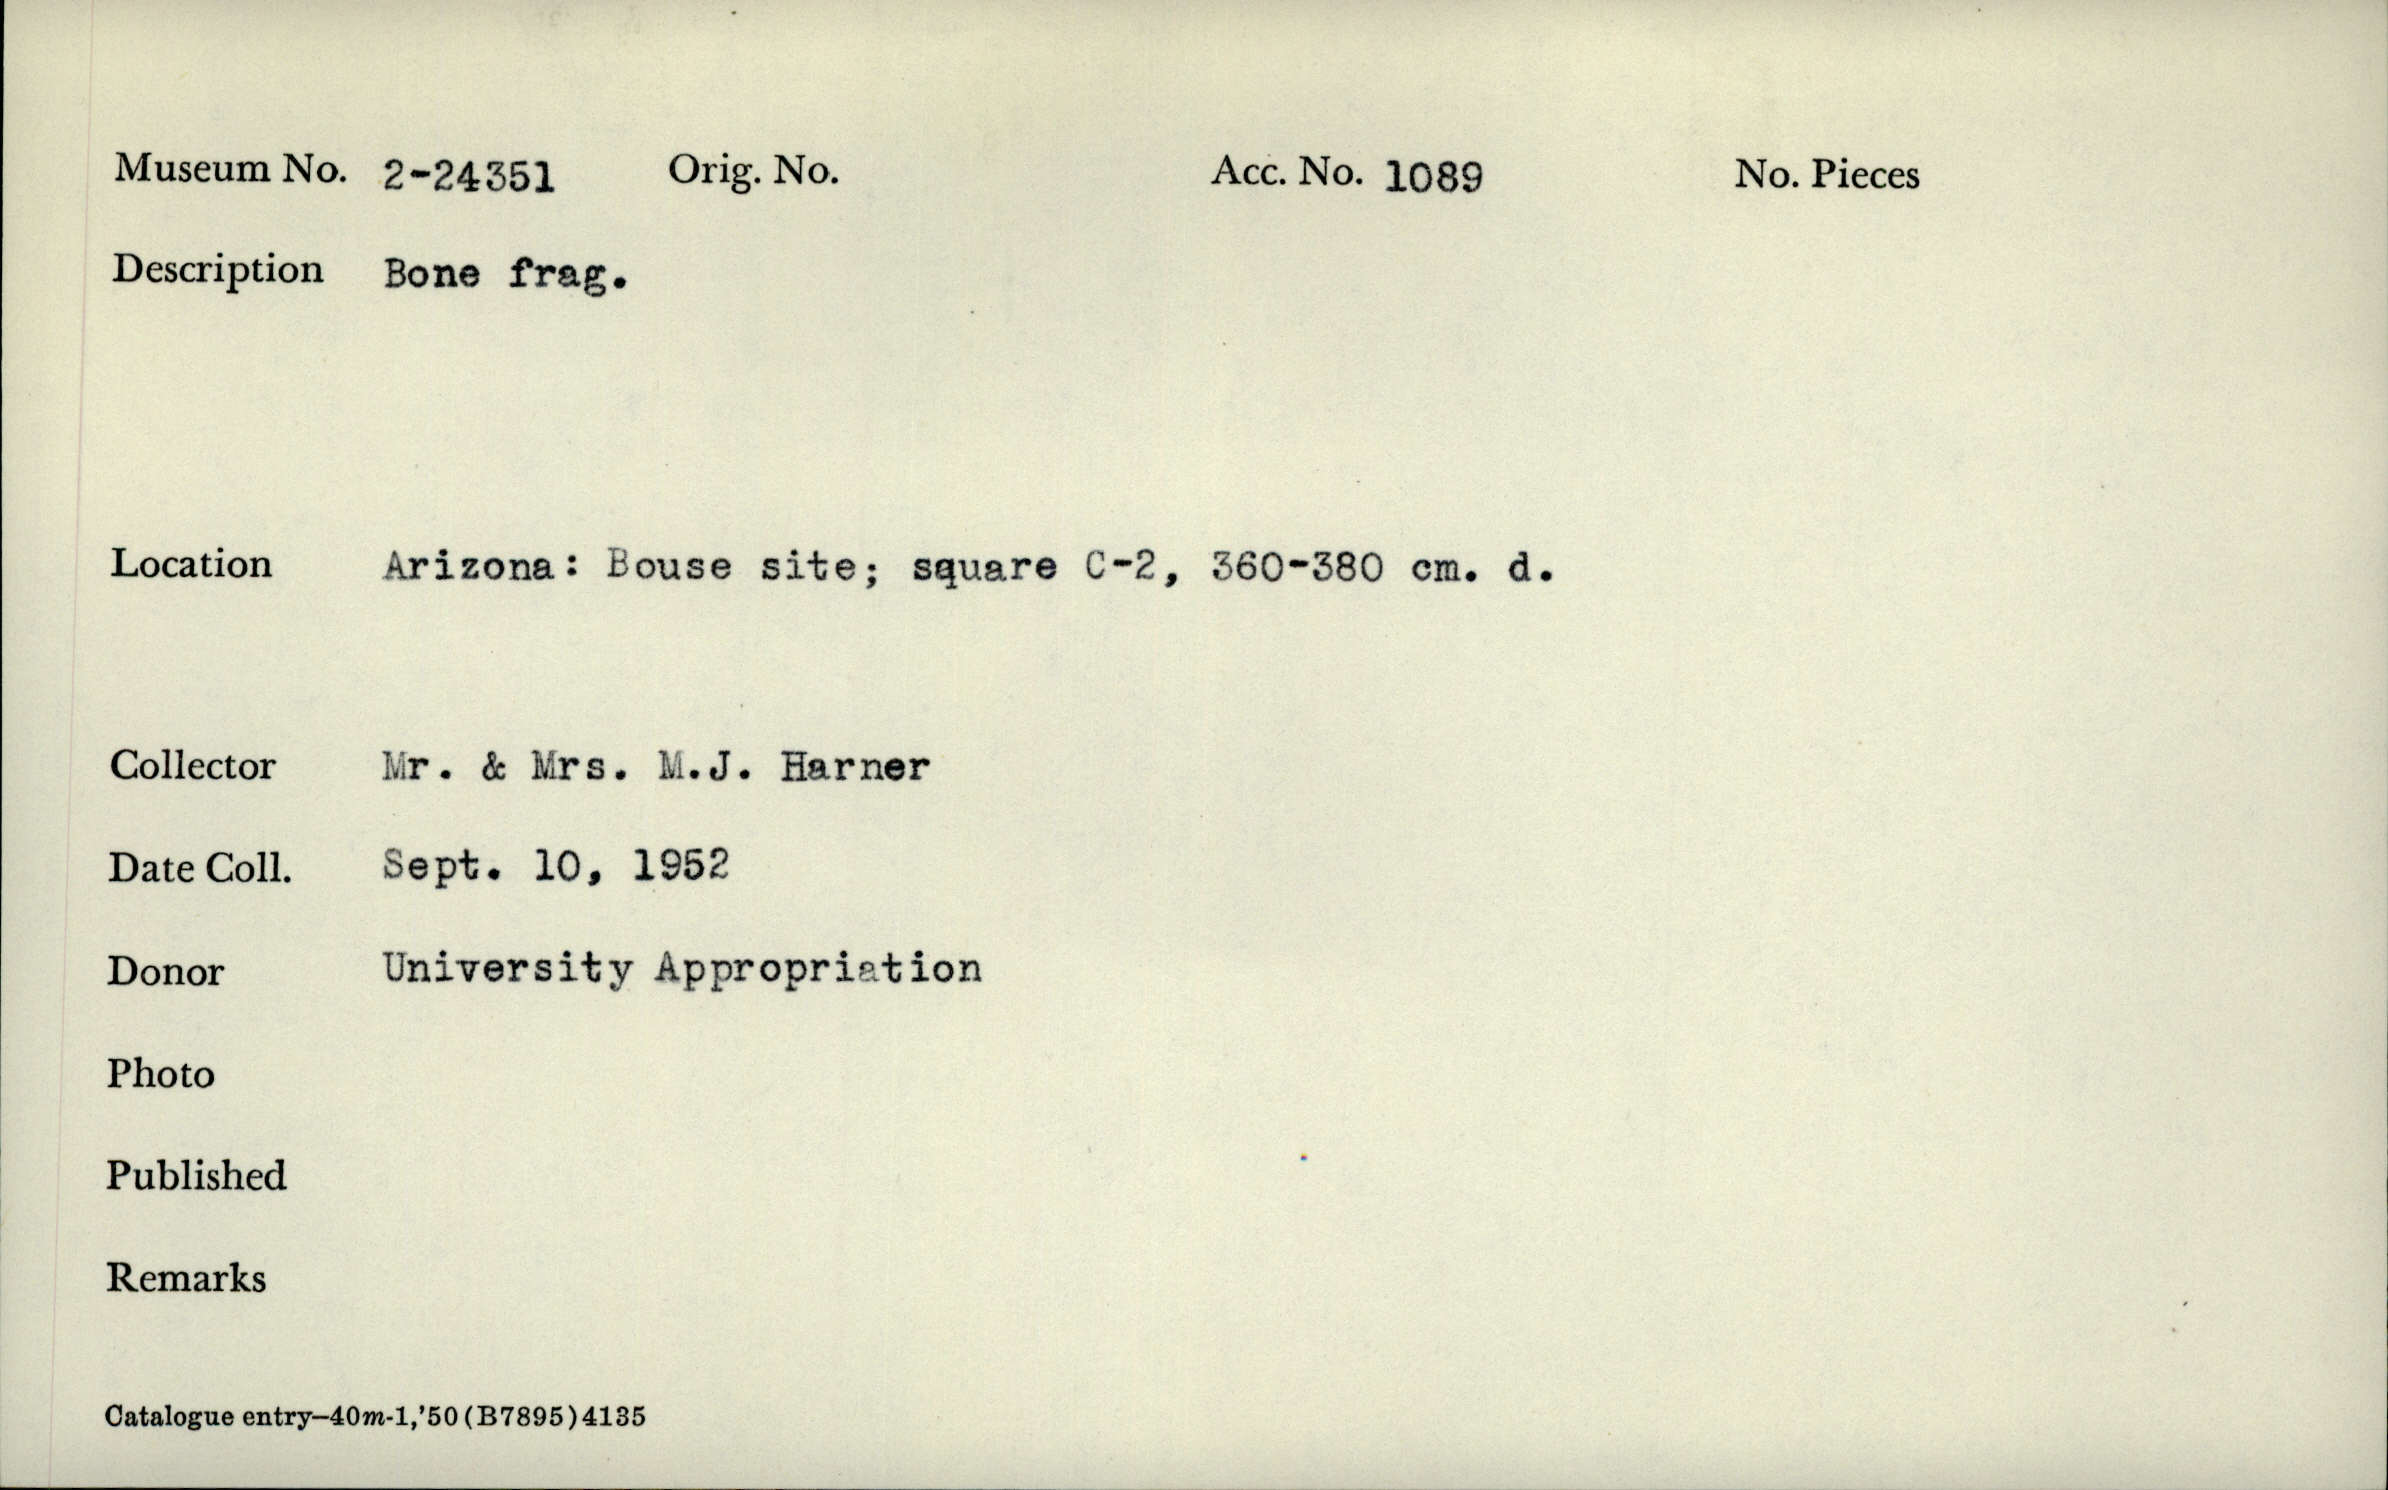 Museum No. 2-24351 Orig. No. Acc. No. 1089 No. Pieces
Description Bone frag.
Location Arizona: Bouse site; square C-2, 360-380 cm. d.
Collector Mr. & Mrs. M.J. Harner
Date Coll. Sept. 10, 1952
Donor University Appropriation
Photo
Published
Remarks
Catalogue entry—40m-1,'50 (B7895) 4135